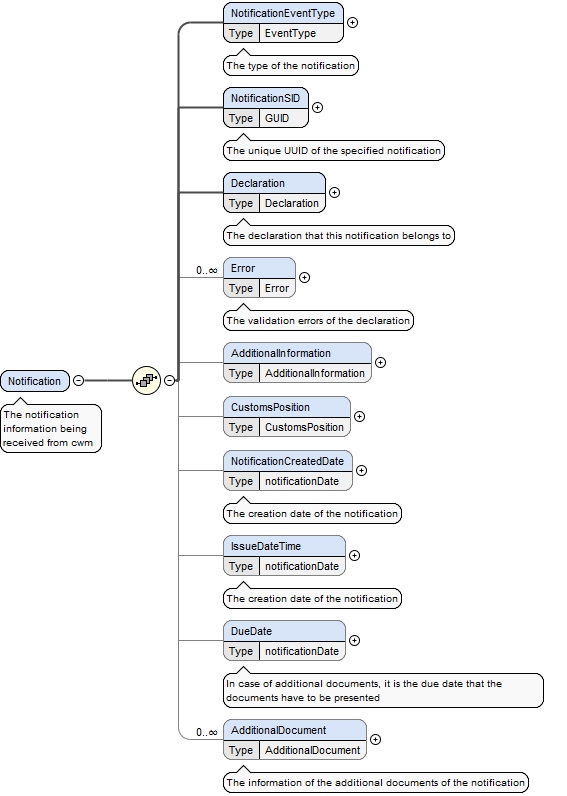 NotificationEventType
Type EventType
The type of the notification
NotificationSID
Type GUID
The unique UUID of the specified notification
Declaration
Type Declaration
The declaration that this notification belongs to
0..∞
Error
Type Error
The validation errors of the declaration
AdditionalInformation
Type AdditionalInformation
Notification
The notification
information being
received from cwm
CustomsPosition
Type CustomsPosition
NotificationCreatedDate
Type notificationDate
The creation date of the notification
IssueDateTime
Type notificationDate
The creation date of the notification
DueDate
Type notificationDate
In case of additional documents, it is the due date that the
documents have to be presented
0..∞
AdditionalDocument
Type AdditionalDocument
The information of the additional documents of the notification